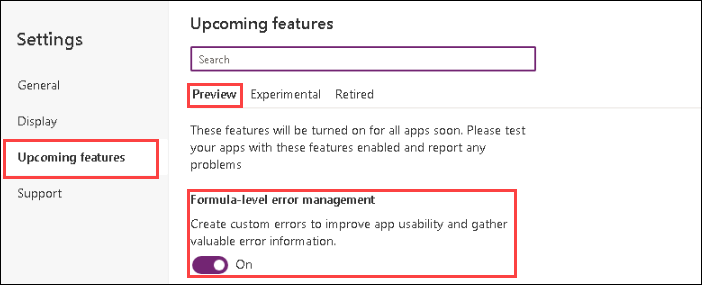 Settings
General
Display
Upcoming features
Support
Upcoming features
Search
Preview Experimental Retired
These features will be turned on for all apps soon. Please test
your apps with these features enabled and report any
problems
Formula-level error management
Create custom errors to improve app usability and gather
valuable error information.
On